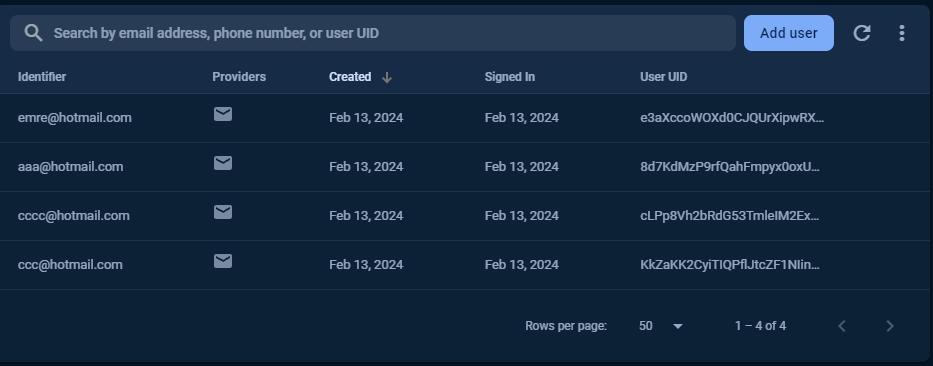 Search by email address, phone number, or user UID Add user
Identifier Providers Created Signed In User UID
emre@hotmail.com Feb 13, 2024 Feb 13, 2024 e3aXccoWOXd0CJQUrXipwRX...
aaa@hotmail.com Feb 13, 2024 Feb 13, 2024 8d7KdMzP9rfQahFmpyx0oxU...
cccc@hotmail.com Feb 13, 2024 Feb 13, 2024 cLPp8Vh2bRdG53TmleIM2Ex...
ccc@hotmail.com Feb 13, 2024 Feb 13, 2024 KkZaKK2CyiTIQPflJtcZF1NIin...
Rows per page: 50 1 – 4 of 4